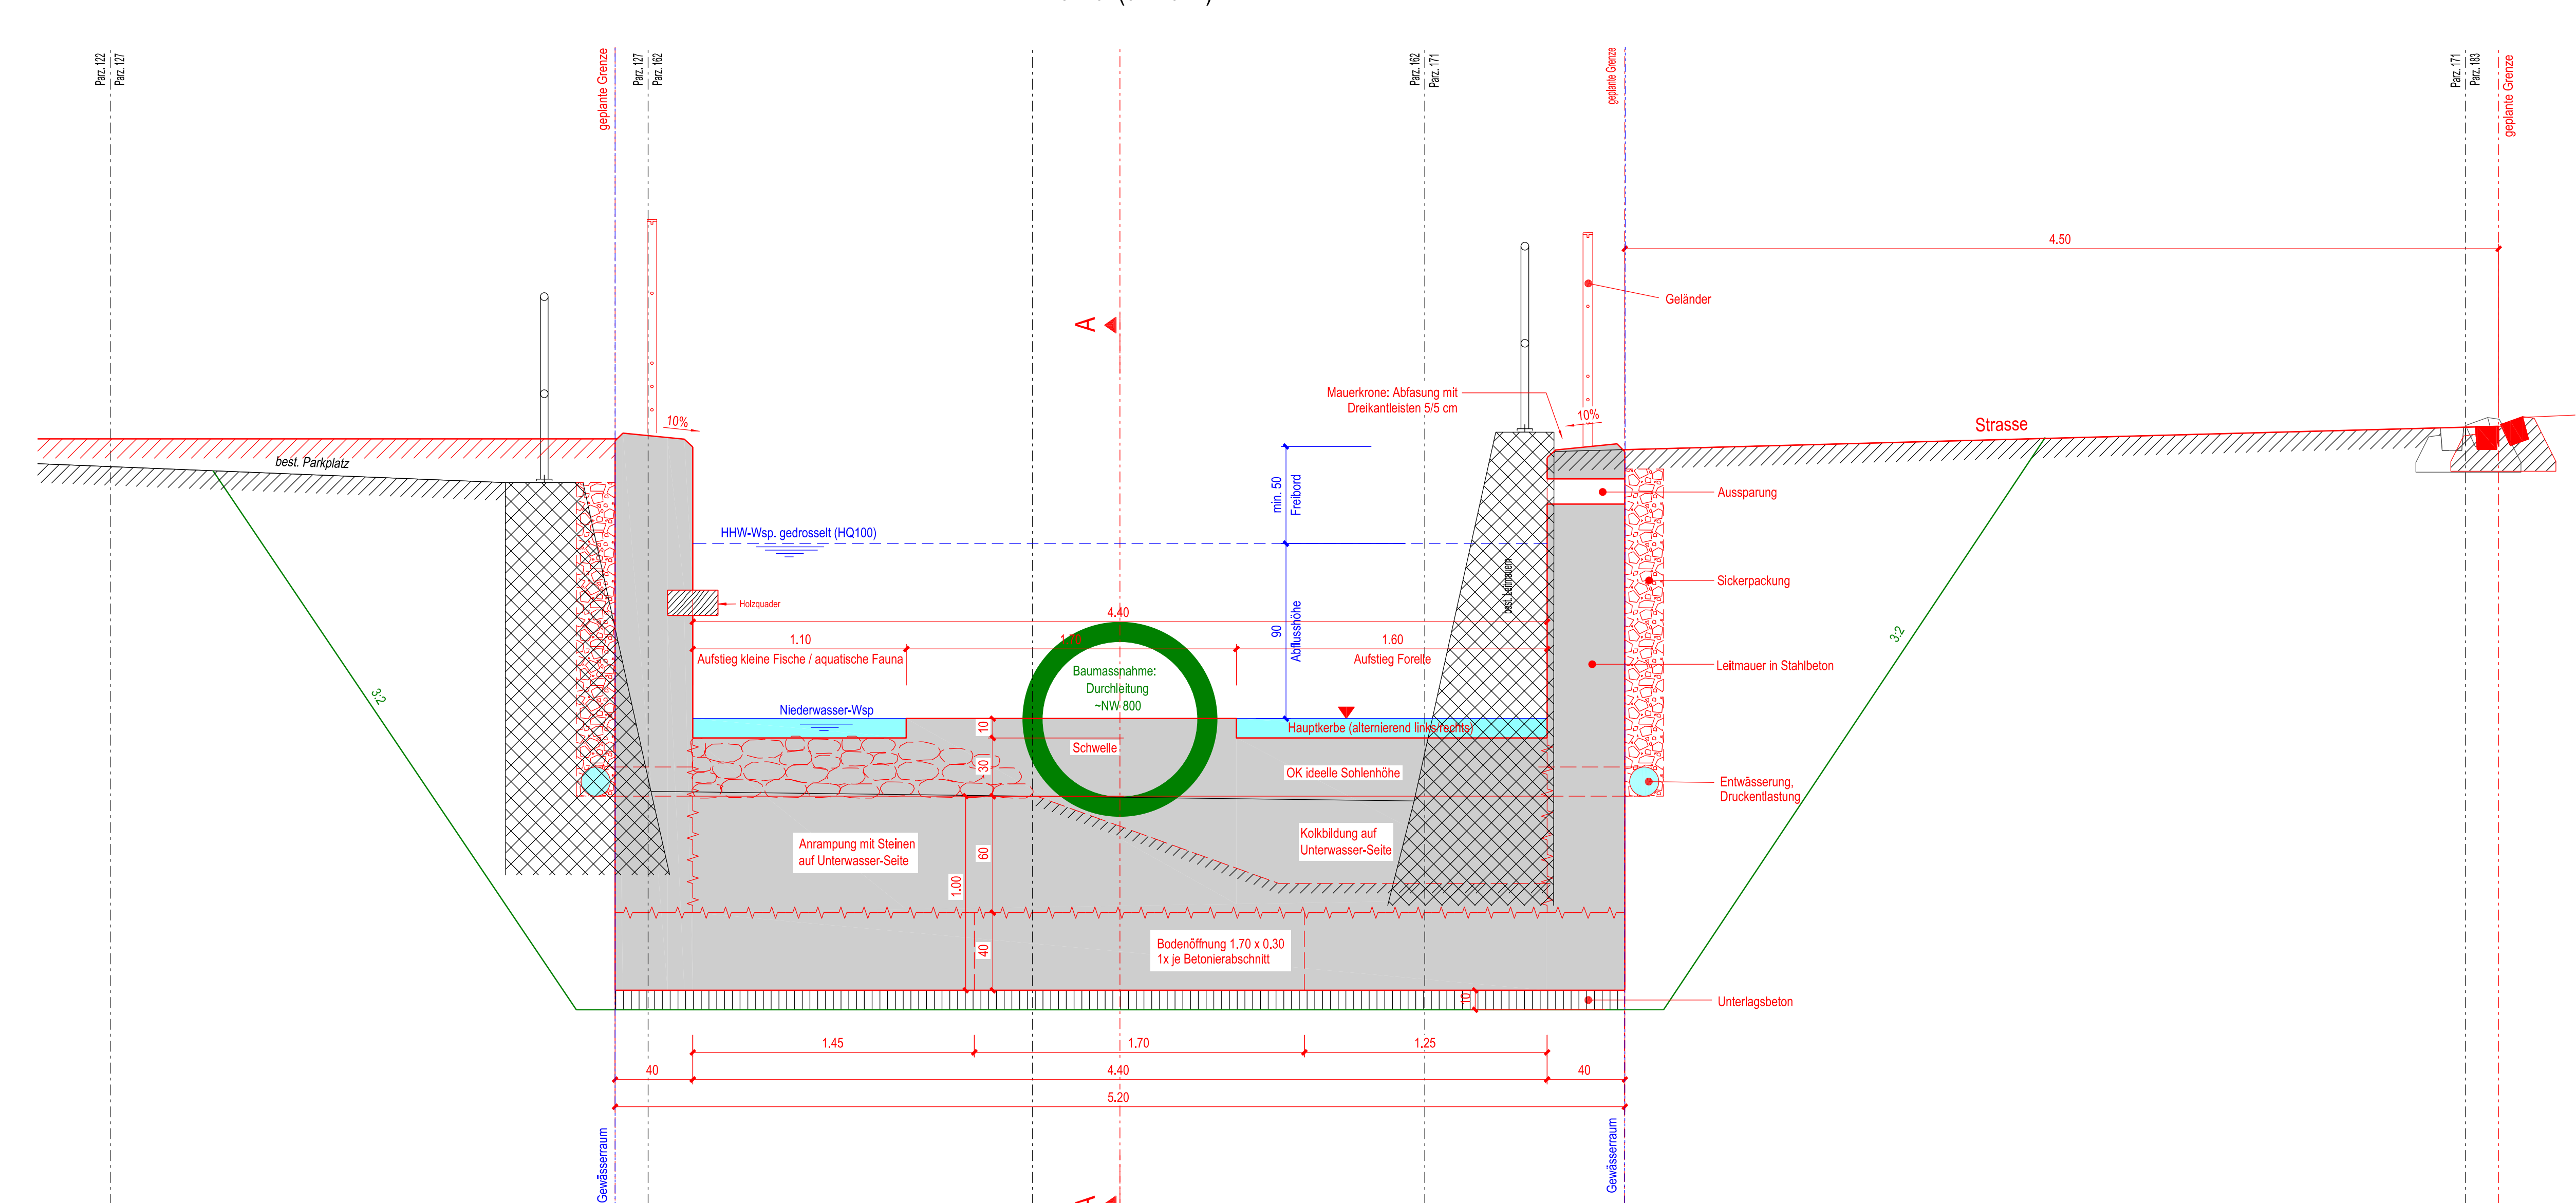 Parz. 122
Parz. 127
geplante Grenze
Parz. 127
Parz. 162
Parz. 162
Parz. 171
geplante Grenze
Parz. 171
Parz. 183
geplante Grenze
4.50
Geländer
A
Mauerkrone: Abfasung mit
Dreikantleisten 5/5 cm
10%
10%
Strasse
best. Parkplatz
min. 50
Freibord
Aussparung
HHW-Wsp. gedrosselt (HQ100)
best. Leitmauern
Sickerpackung
Holzquader
4.40
90
Abflusshöhe
1.10
1.70
1.60
Aufstieg kleine Fische / aquatische Fauna
Aufstieg Forelle
Leitmauer in Stahlbeton
Baumassnahme:
Durchleitung
~NW 800
3:2
3:2
Niederwasser-Wsp
10
Hauptkerbe (alternierend links/rechts)
Schwelle
30
OK ideelle Sohlenhöhe
Entwässerung,
Druckentlastung
Anrampung mit Steinen
auf Unterwasser-Seite
60
Kolkbildung auf
Unterwasser-Seite
1.00
40
Bodenöffnung 1.70 x 0.30
1x je Betonierabschnitt
10
Unterlagsbeton
1.45
1.70
1.25
40
4.40
40
5.20
Gewässerraum
Gewässerraum
A